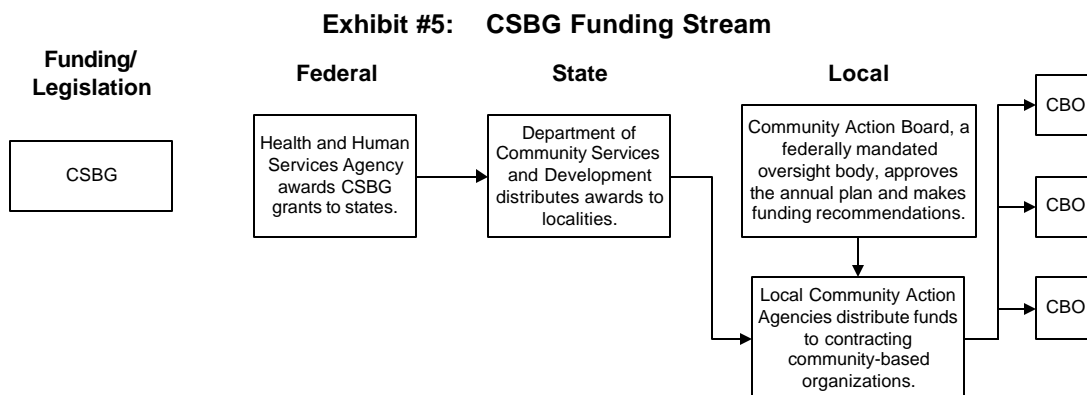 Exhibit #5: CSBG Funding Stream
Funding/
Legislation
Federal
State
Local
CSBG
Health and Human
Services Agency
awards CSBG
grants to states.
Department of
Community Services
and Development
distributes awards to
localities.
Community Action Board, a
federally mandated
oversight body, approves
the annual plan and makes
funding recommendations.
Local Community Action
Agencies distribute funds
to contracting
community-based
organizations.
CBO
CBO
CBO